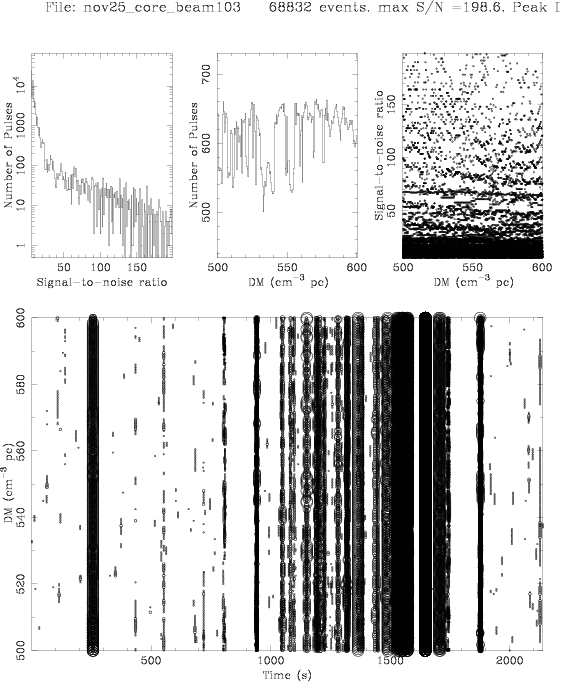 File: nov25_core_beam103 68832 events. max S/N =198.6. Peak
10^4
1000
100
10
1
Number of Pulses
50 100 150
Signal-to-noise ratio
700
600
500
Number of Pulses
500 550 600
DM (cm^-3 pc)
150
100
50
Signal-to-noise ratio
500 550 600
DM (cm^-3 pc)
600
580
560
540
520
500
DM (cm^-3 pc)
500 1000 1500 2000
Time (s)